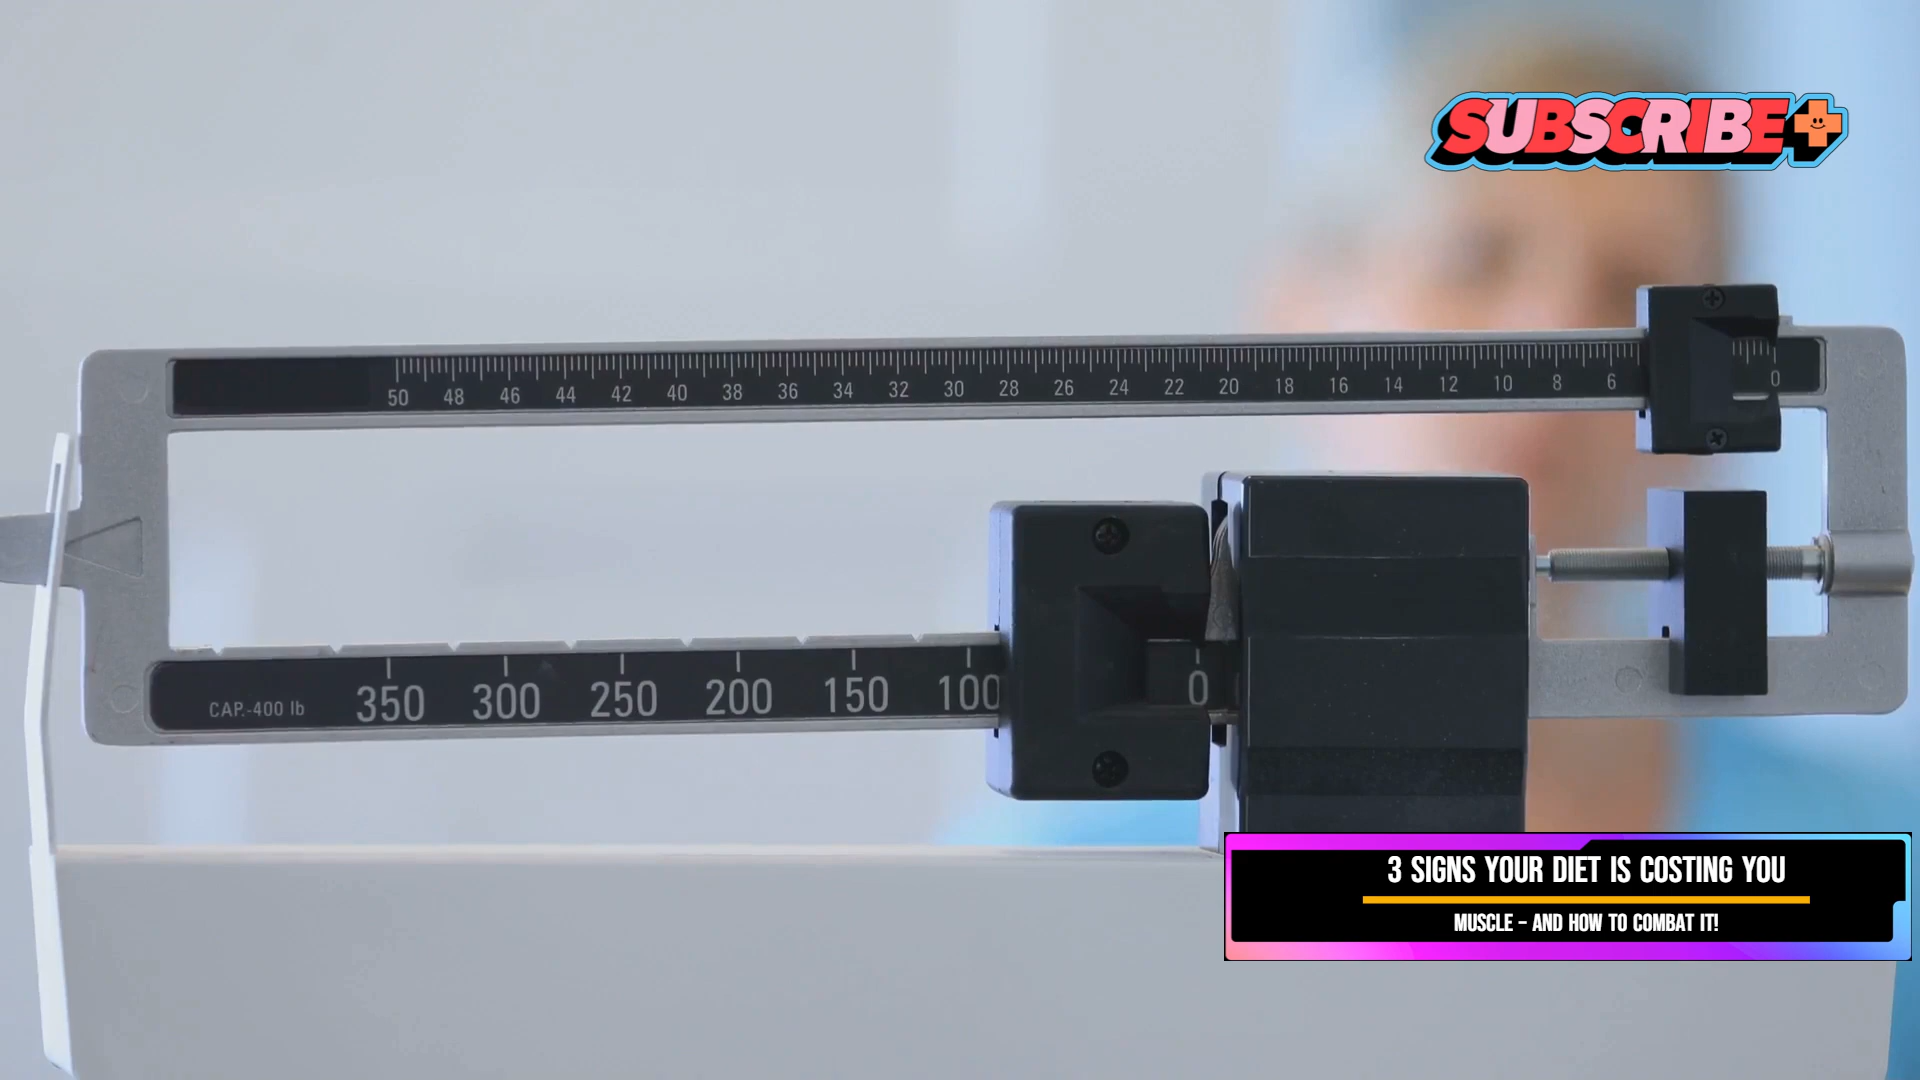 SUBSCRIBE
50 48 46 44 42 40 38 36 34 32 30 28 26 24 22 20 18 16 14 12 10 8 6 0
CAP.-400 lb 350 300 250 200 150 100 0
3 SIGNS YOUR DIET IS COSTING YOU
MUSCLE - AND HOW TO COMBAT IT!